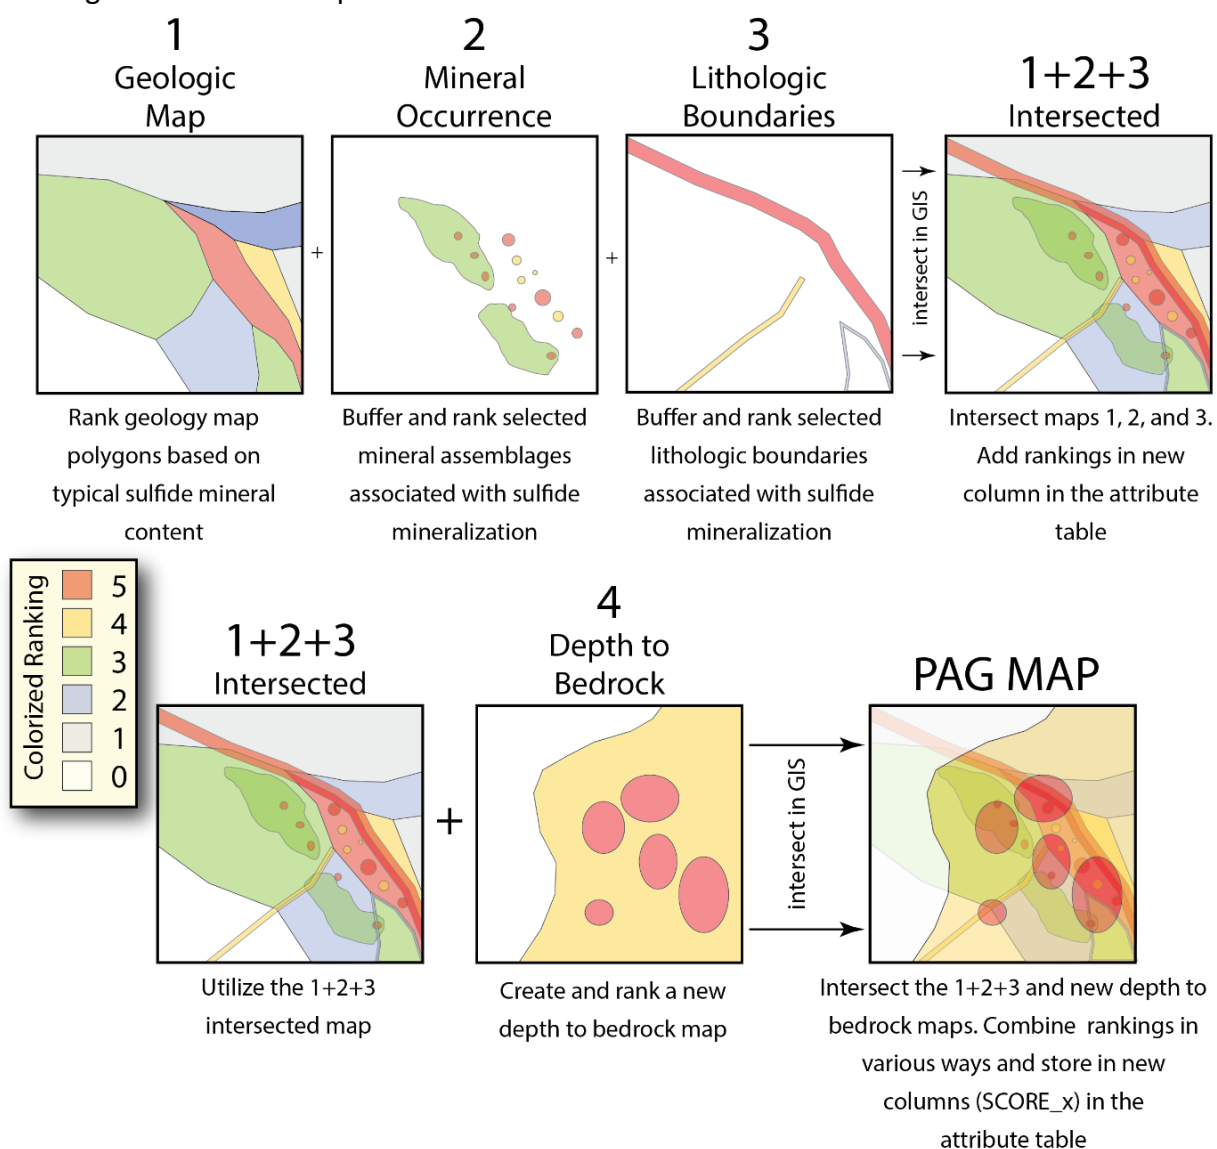 1
Geologic
Map
2
Mineral
Occurrence
3
Lithologic
Boundaries
1+2+3
Intersected
+
+
intersect in GIS
Rank geology map
polygons based on
typical sulfide mineral
content
Buffer and rank selected
mineral assemblages
associated with sulfide
mineralization
Buffer and rank selected
lithologic boundaries
associated with sulfide
mineralization
Intersect maps 1, 2, and 3.
Add rankings in new
column in the attribute
table
Colorized Ranking
5
4
3
2
1
0
1+2+3
Intersected
+
4
Depth to
Bedrock
intersect in GIS
PAG MAP
Utilize the 1+2+3
intersected map
Create and rank a new
depth to bedrock map
Intersect the 1+2+3 and new depth to
bedrock maps. Combine rankings in
various ways and store in new
columns (SCORE_x) in the
attribute table